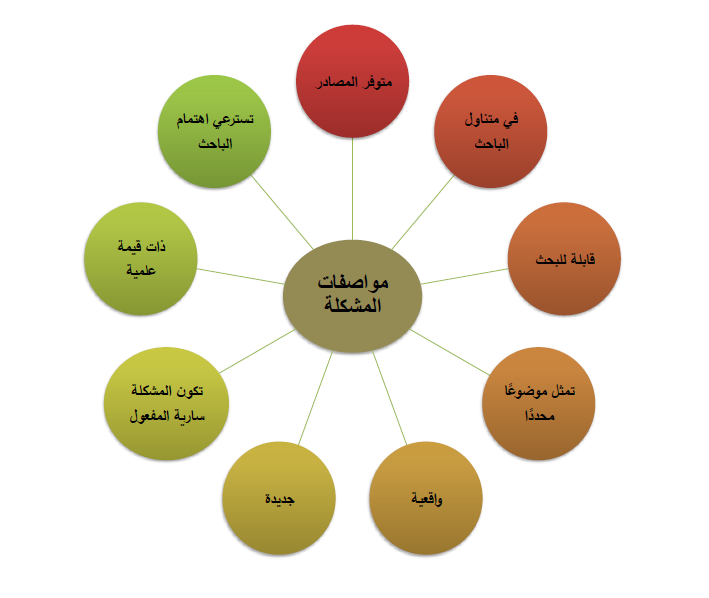 متوفر المصادر
في متناول
الباحث
قابلة للبحث
تمثل موضوعًا
محددًا
واقعية
جديدة
تكون المشكلة
سارية المفعول
ذات قيمة
علمية
تسترعي اهتمام
الباحث
مواصفات
المشكلة